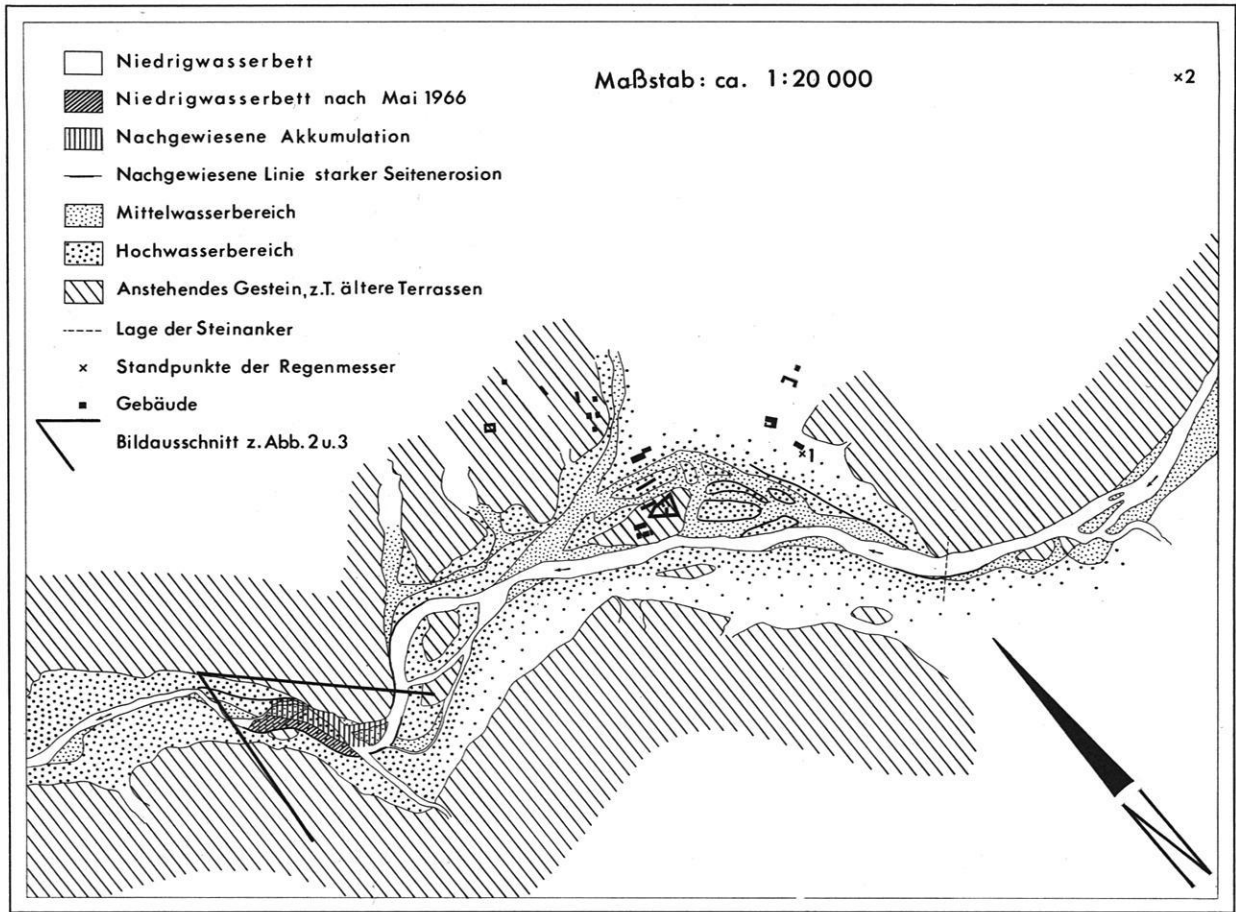 Niedrigwasserbett
Niedrigwasserbett nach Mai 1966
Nachgewiesene Akkumulation
Nachgewiesene Linie starker Seitenerosion
Mittelwasserbereich
Hochwasserbereich
Anstehendes Gestein, z.T. ältere Terrassen
Lage der Steinanker
Standpunkte der Regenmesser
Gebäude
Bildausschnitt z. Abb. 2 u. 3
Maßstab: ca. 1:20 000
×2
×1
N